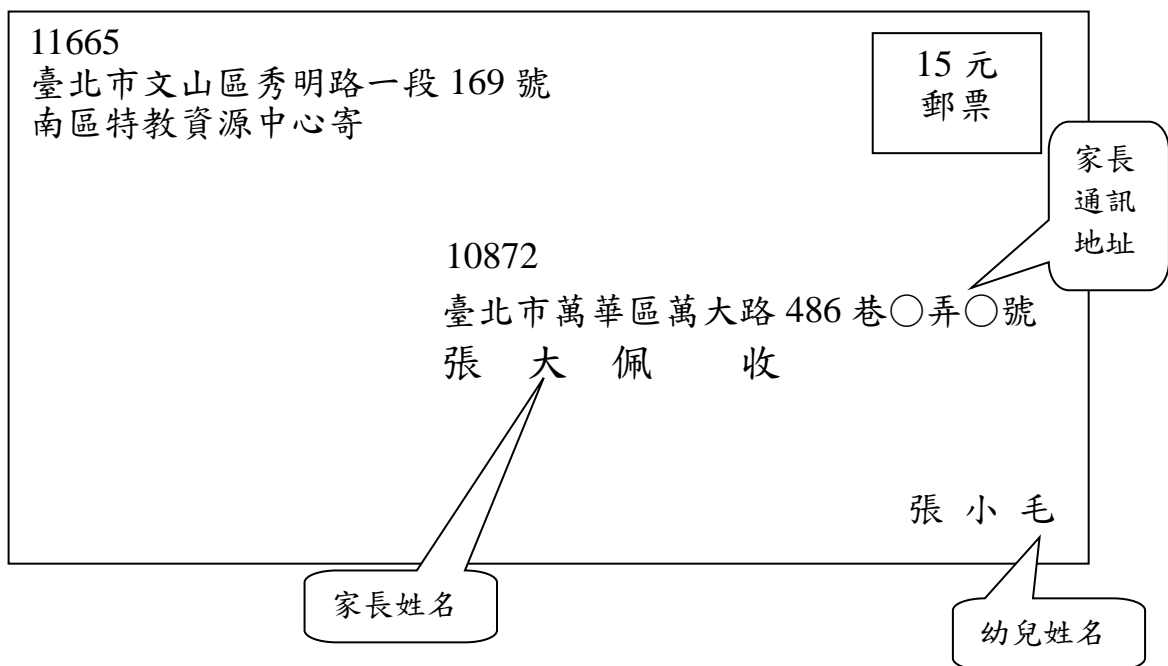 11665
臺北市文山區秀明路一段 169 號
南區特教資源中心寄
15 元
郵票
家長
通訊
地址
10872
臺北市萬華區萬大路 486 巷○弄○號
張 大 佩 收
張 小 毛
家長姓名
幼兒姓名